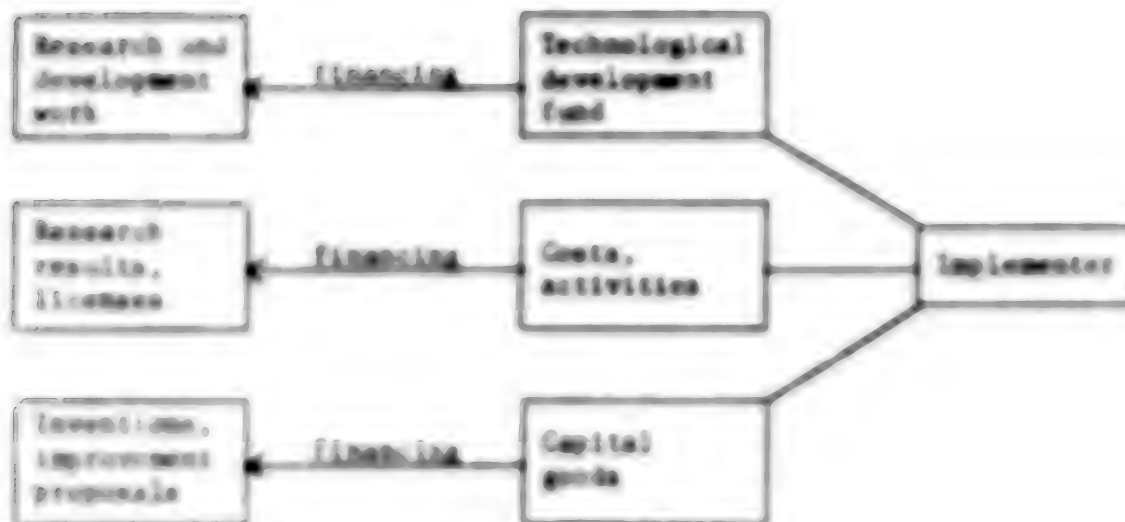 Research and
development
work
financing
Technological
development
fund
Research
results,
licenses
financing
Costs,
activities
Implementer
Inventions,
improvement
proposals
financing
Capital
goods